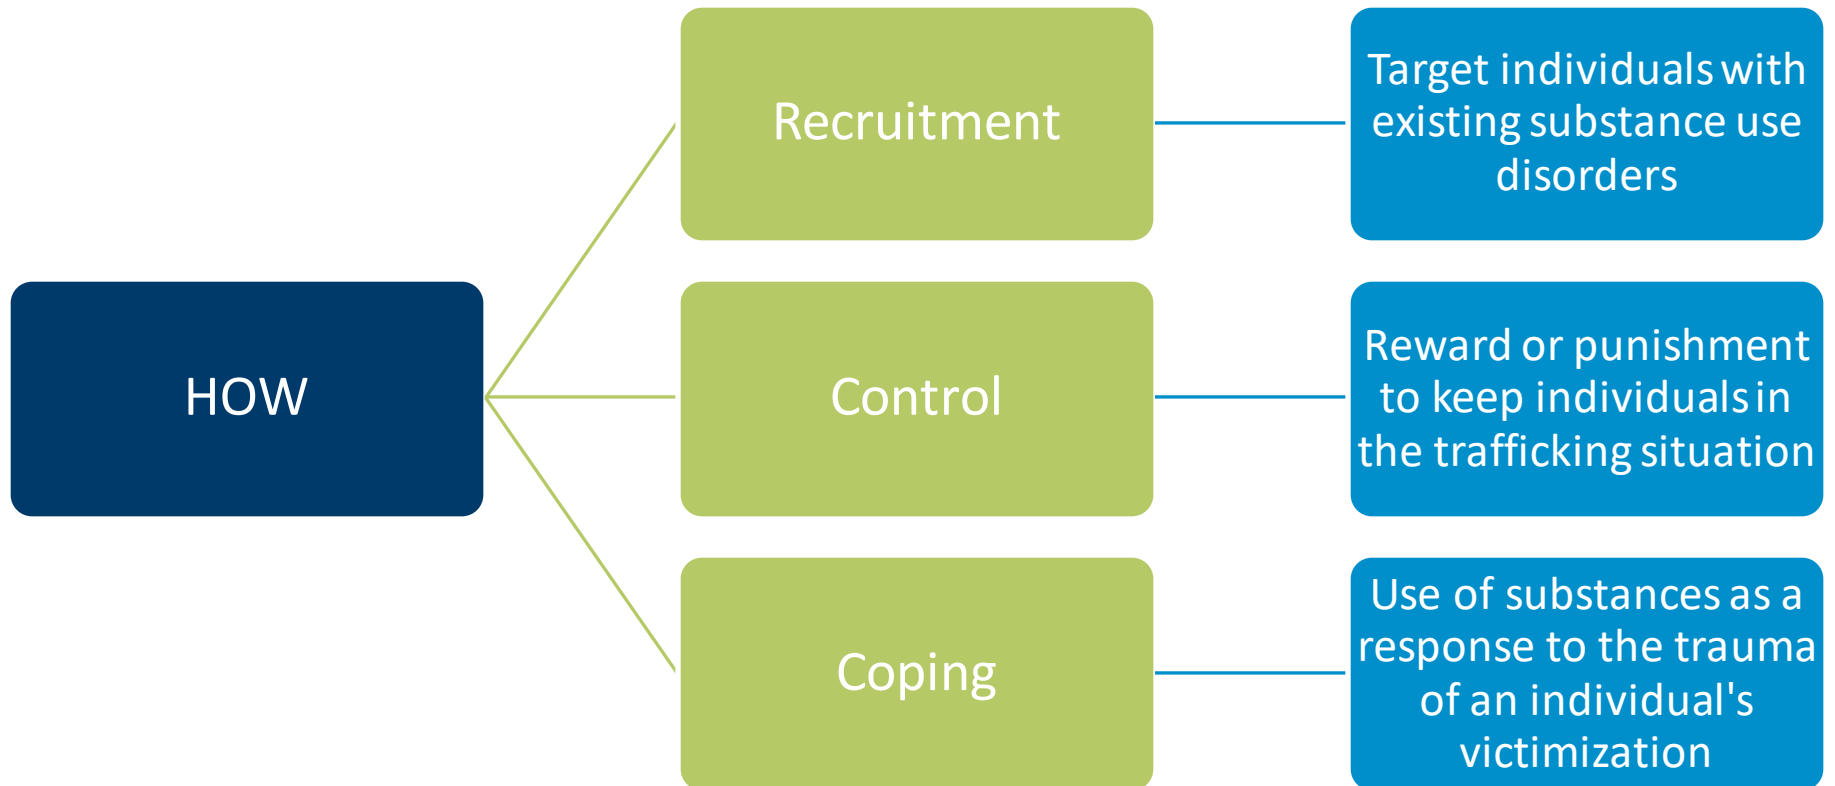 HOW
Recruitment
Target individuals with
existing substance use
disorders
Control
Reward or punishment
to keep individuals in
the trafficking situation
Coping
Use of substances as a
response to the trauma
of an individual's
victimization